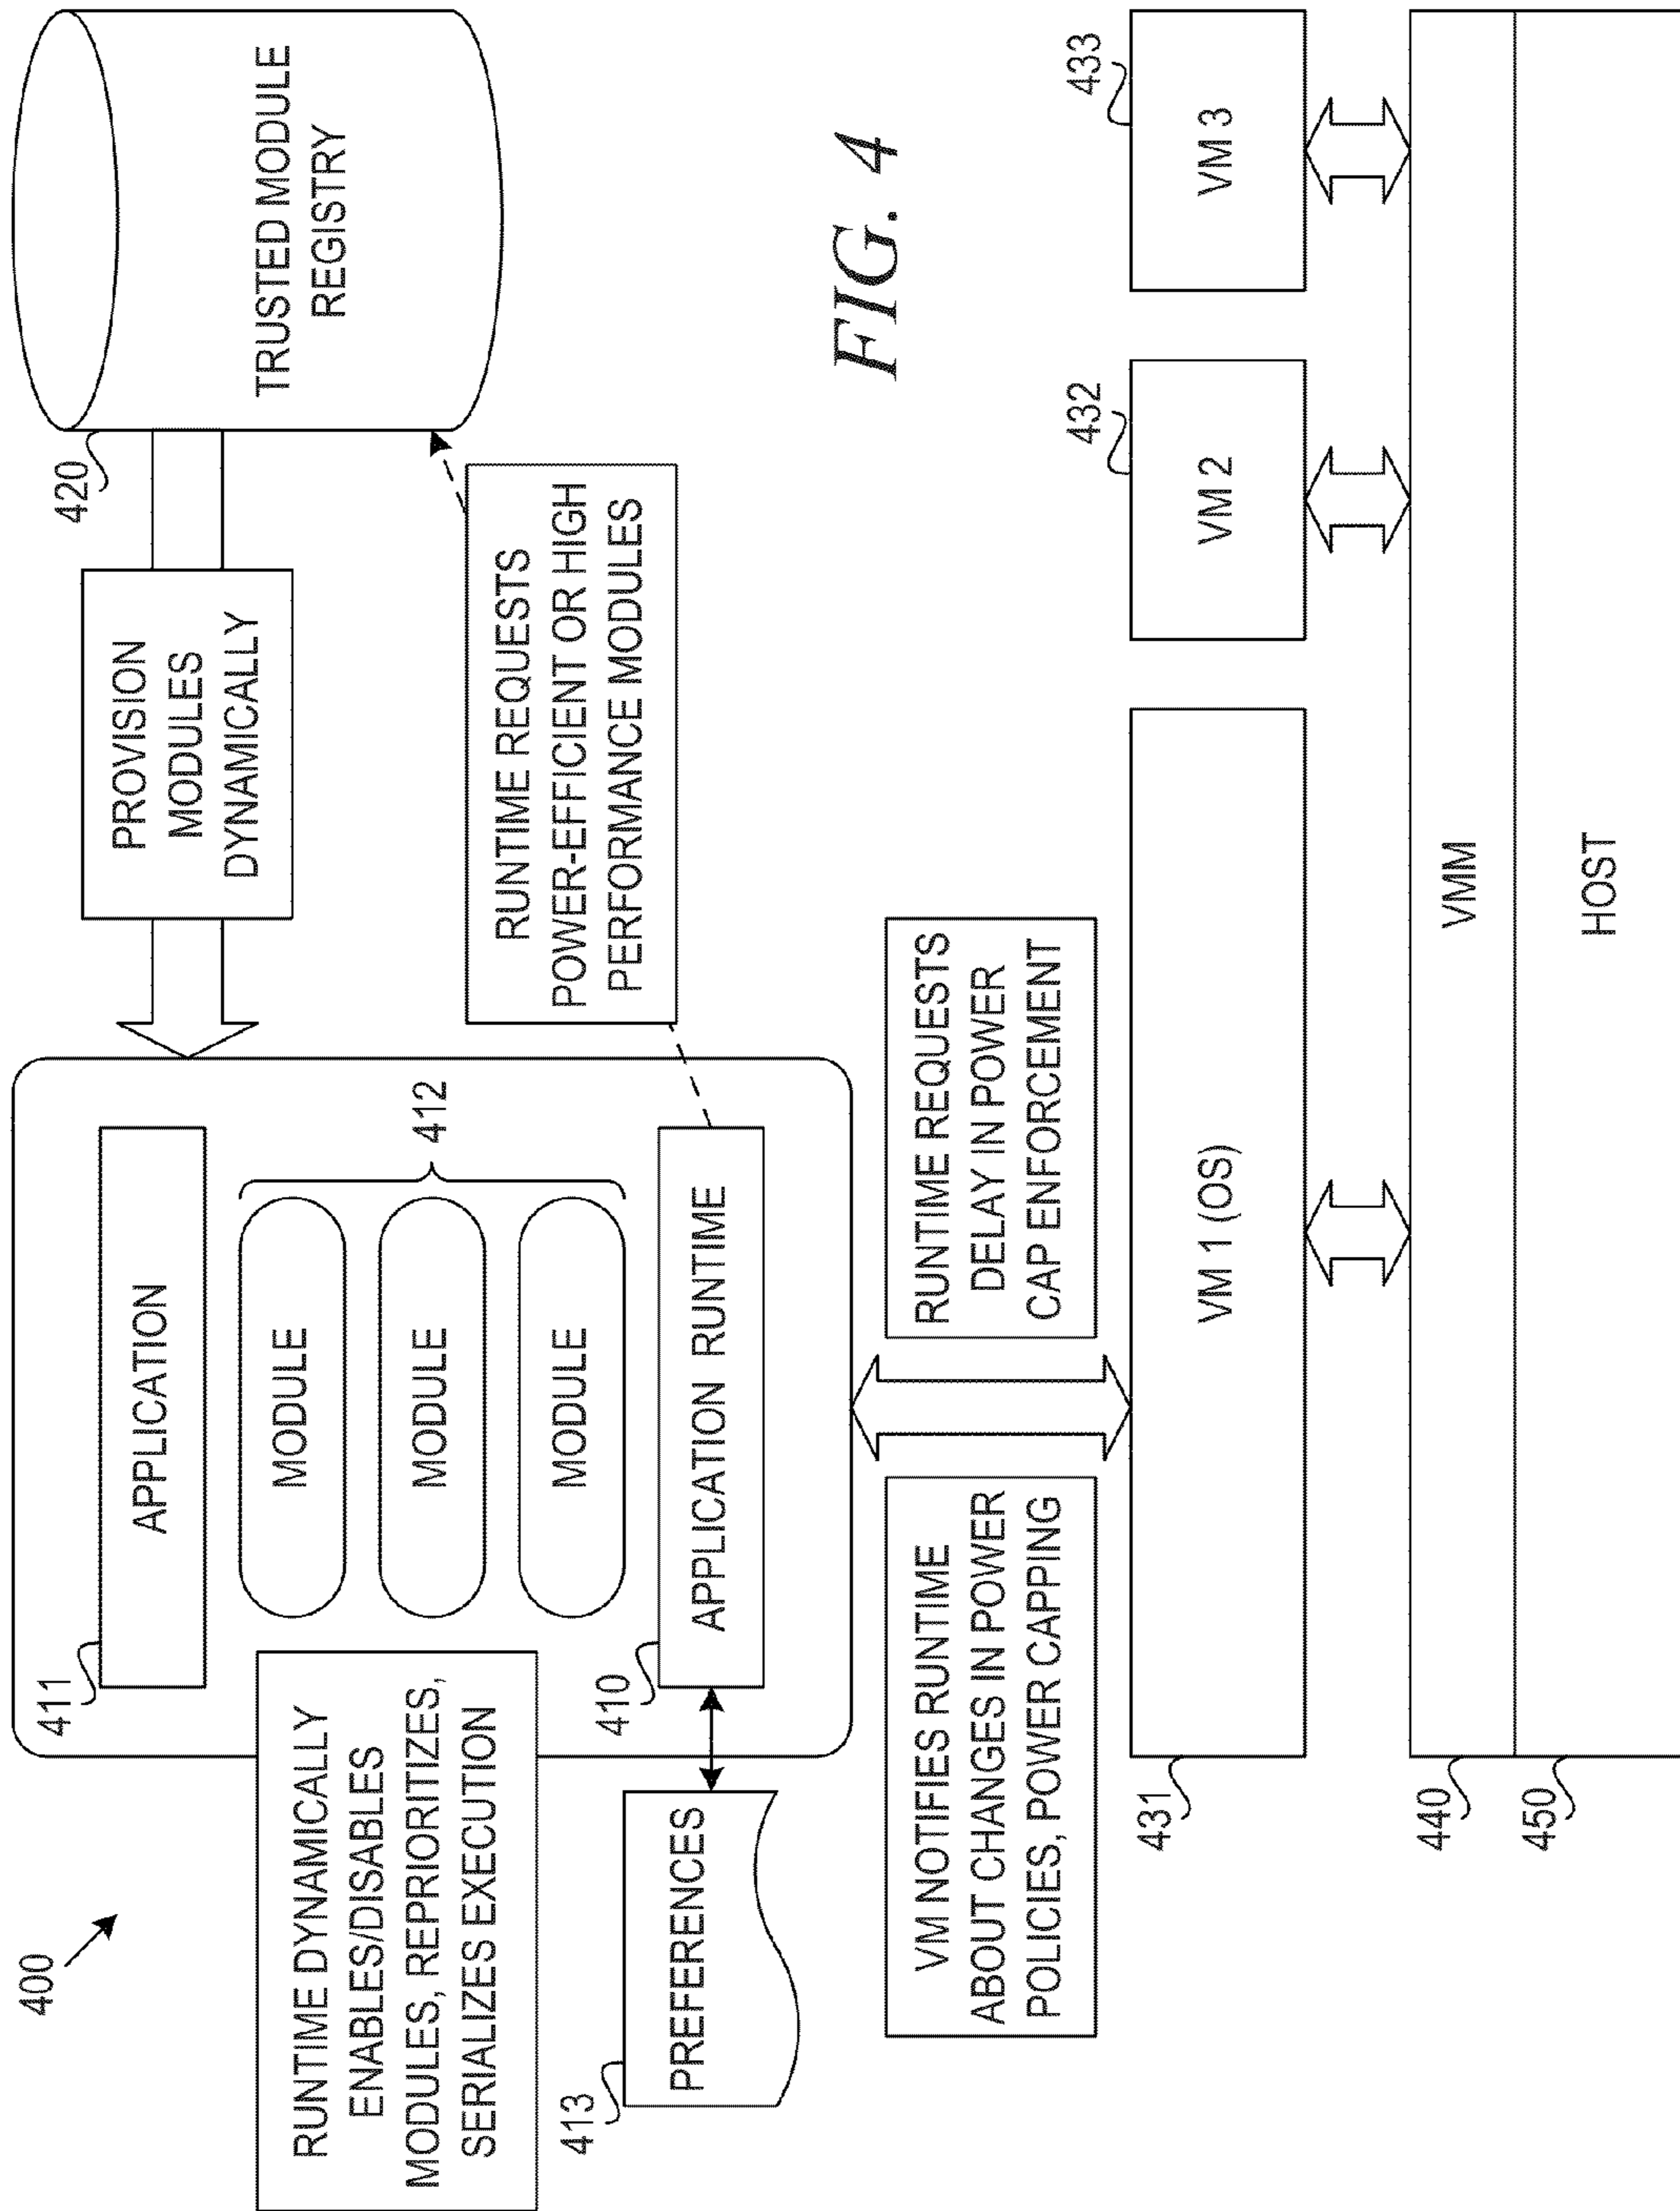 400
RUNTIME DYNAMICALLY
ENABLES/DISABLES
MODULES, REPRIORITIZES,
SERIALIZES EXECUTION
411
APPLICATION
MODULE
MODULE
MODULE
412
410
APPLICATION RUNTIME
413
PREFERENCES
PROVISION
MODULES
DYNAMICALLY
420
TRUSTED MODULE
REGISTRY
RUNTIME REQUESTS
POWER-EFFICIENT OR HIGH
PERFORMANCE MODULES
VM NOTIFIES RUNTIME
ABOUT CHANGES IN POWER
POLICIES, POWER CAPPING
RUNTIME REQUESTS
DELAY IN POWER
CAP ENFORCEMENT
FIG. 4
431
VM 1 (OS)
432
VM 2
433
VM 3
440
VMM
450
HOST